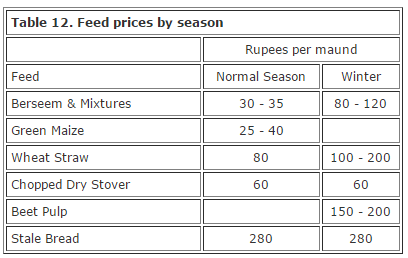 Table 12. Feed prices by season
Rupees per maund
Feed Normal Season Winter
Berseem & Mixtures 30 - 35 80 - 120
Green Maize 25 - 40
Wheat Straw 80 100 - 200
Chopped Dry Stover 60 60
Beet Pulp 150 - 200
Stale Bread 280 280